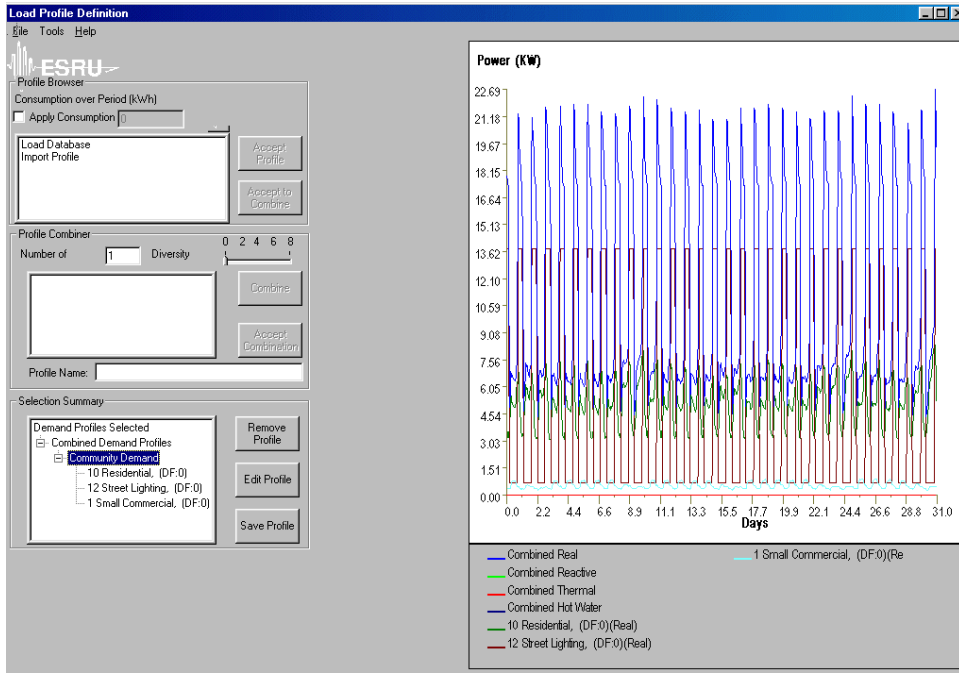 Load Profile Definition
File Tools Help
ESRU
Profile Browser
Consumption over Period (kWh)
Apply Consumption 0
Load Database
Import Profile
Accept
Profile
Accept to
Combine
Profile Combiner
Number of 1 Diversity 0 2 4 6 8
Combine
Accept
Combination
Profile Name:
Selection Summary
Demand Profiles Selected
Combined Demand Profiles
Community Demand
10 Residential, (DF:0)
12 Street Lighting, (DF:0)
1 Small Commercial, (DF:0)
Remove
Profile
Edit Profile
Save Profile
Power (KW)
22.69
21.18
19.67
18.15
16.64
15.13
13.62
12.10
10.59
9.08
7.56
6.05
4.54
3.03
1.51
0.00
0.0 2.2 4.4 6.6 8.9 11.1 13.3 15.5 17.7 19.9 22.1 24.4 26.6 28.8 31.0
Days
Combined Real
Combined Reactive
Combined Thermal
Combined Hot Water
10 Residential, (DF:0)(Real)
12 Street Lighting, (DF:0)(Real)
1 Small Commercial, (DF:0)(Re